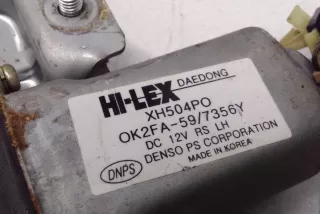 HI-LEX DAEDONG
XH504PO
OK2FA-59/7356Y
DC 12V RS LH
DENSO PS CORPORATION
DNPS MADE IN KOREA